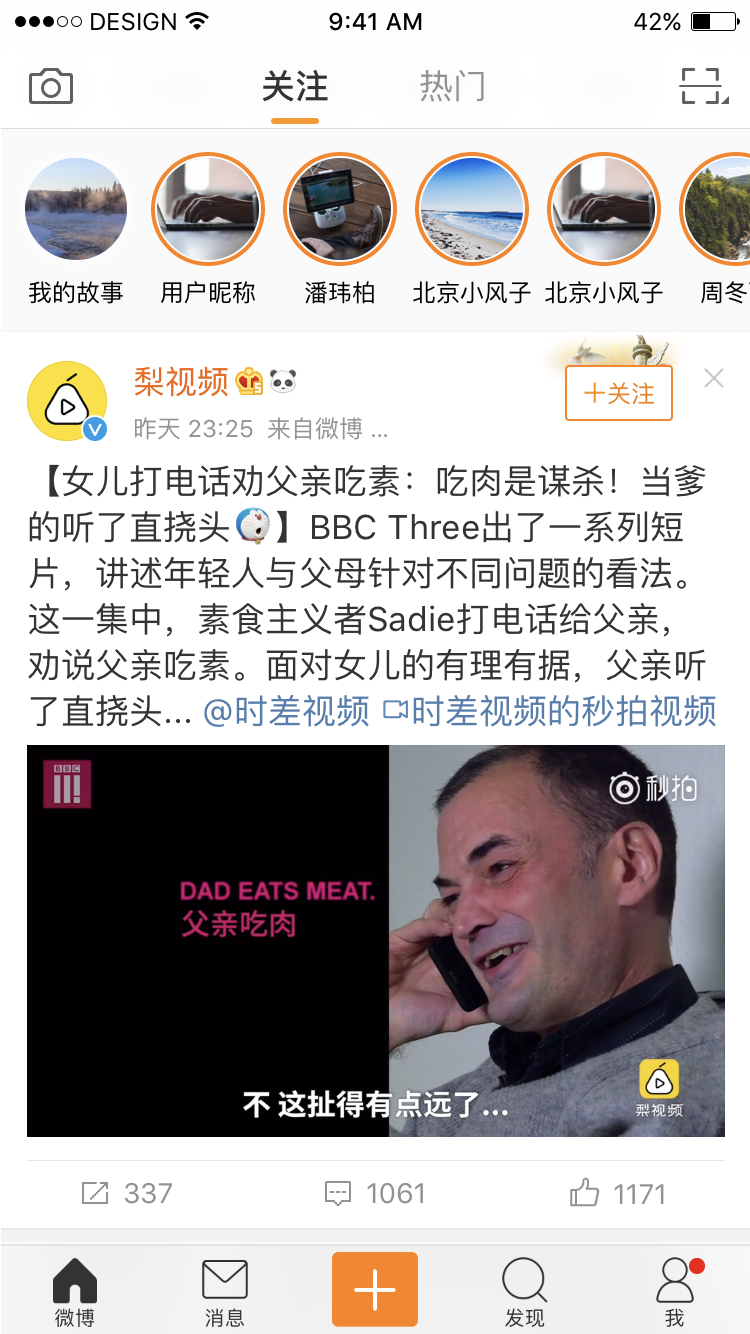 DESIGN 9:41 AM 42%
关注 热门
我的故事 用户昵称 潘玮柏 北京小风子 北京小风子 周冬
梨视频
+关注
昨天 23:25 来自微博 ...
【女儿打电话劝父亲吃素：吃肉是谋杀！当爹
的听了直挠头】BBC Three出了一系列短
片，讲述年轻人与父母针对不同问题的看法。
这一集中，素食主义者Sadie打电话给父亲，
劝说父亲吃素。面对女儿的有理有据，父亲听
了直挠头... @时差视频 时差视频的秒拍视频
BBC
秒拍
DAD EATS MEAT.
父亲吃肉
不 这扯得有点远了...
梨视频
337 1061 1171
微博 消息 发现 我